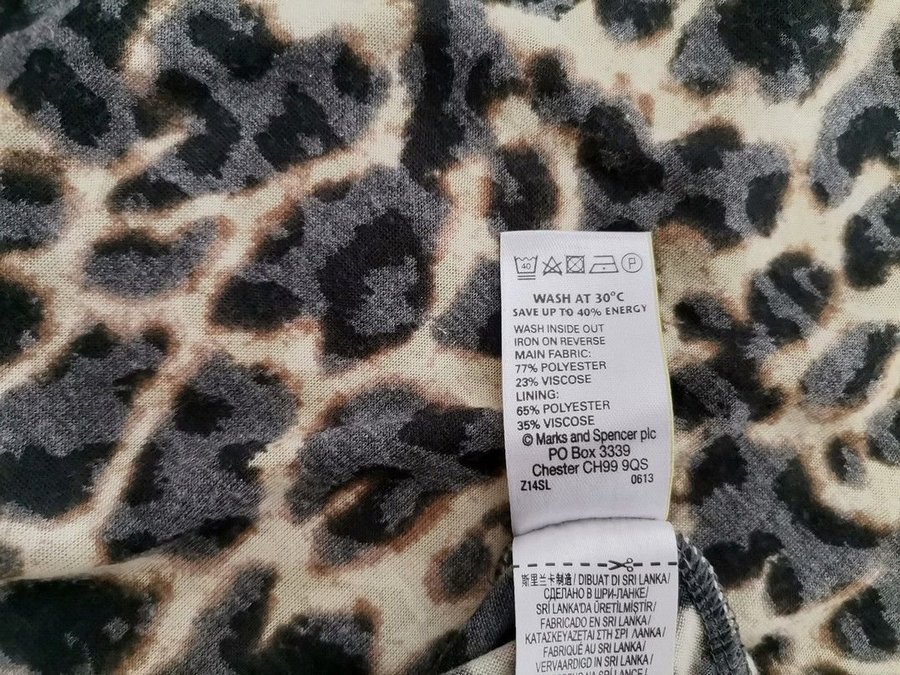 40 P
WASH AT 30°C
SAVE UP TO 40% ENERGY
WASH INSIDE OUT
IRON ON REVERSE
MAIN FABRIC:
77% POLYESTER
23% VISCOSE
LINING:
65% POLYESTER
35% VISCOSE
© Marks and Spencer plc
PO Box 3339
Chester CH99 9QS
Z14SL 0613
斯里兰卡制造/ DIBUAT DI SRI LANKA/
СДЕЛАНО В ШРИ-ЛАНКЕ/
SRİ LANKA'DA ÜRETİLMİŞTİR/
FABRICADO EN SRI LANKA/
ΚΑΤΑΣΚΕΥΑΖΕΤΑΙ ΣΤΗ ΣΡΙ ΛΑΝΚΑ/
FABRIQUÉ AU SRI LANKA/
VERVAARDIGD IN SRI LANKA/